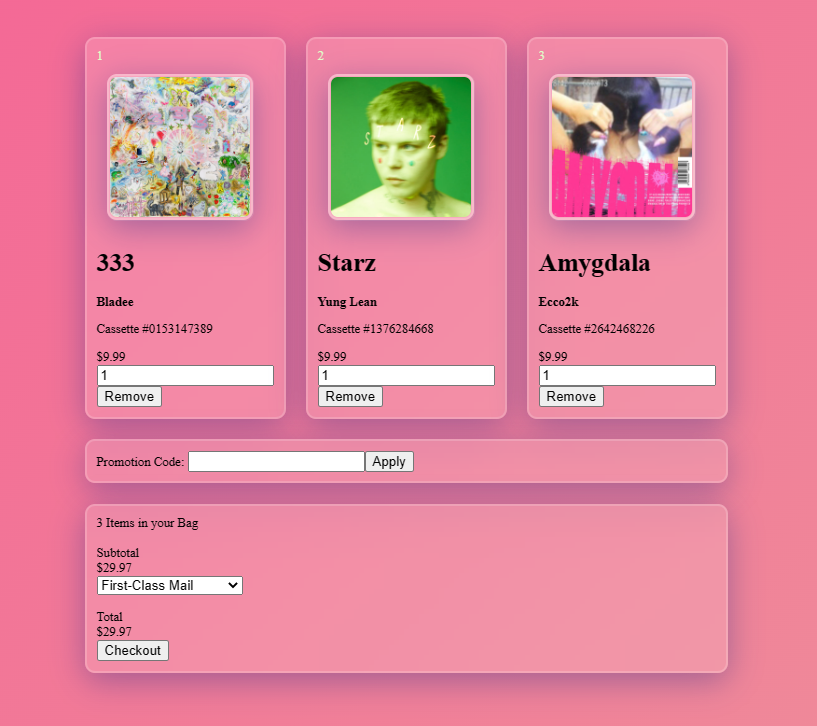 1
2
3
STARZ
333
Starz
Amygdala
Bladee
Yung Lean
Ecco2k
Cassette #0153147389
Cassette #1376284668
Cassette #2642468226
$9.99
$9.99
$9.99
1
1
1
Remove
Remove
Remove
Promotion Code:
Apply
3 Items in your Bag
Subtotal
$29.97
First-Class Mail
Total
$29.97
Checkout